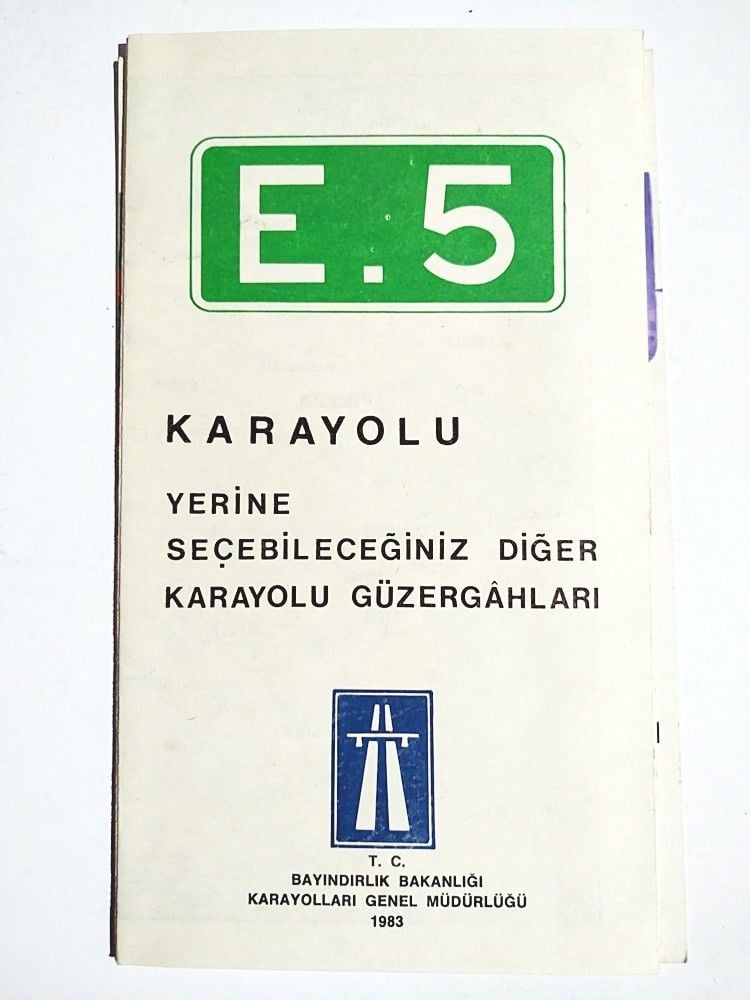 E.5
KARAYOLU
YERİNE
SEÇEBİLECEĞİNİZ DİĞER
KARAYOLU GÜZERGÂHLARI
T. C.
BAYINDIRLIK BAKANLIĞI
KARAYOLLARI GENEL MÜDÜRLÜĞÜ
1983